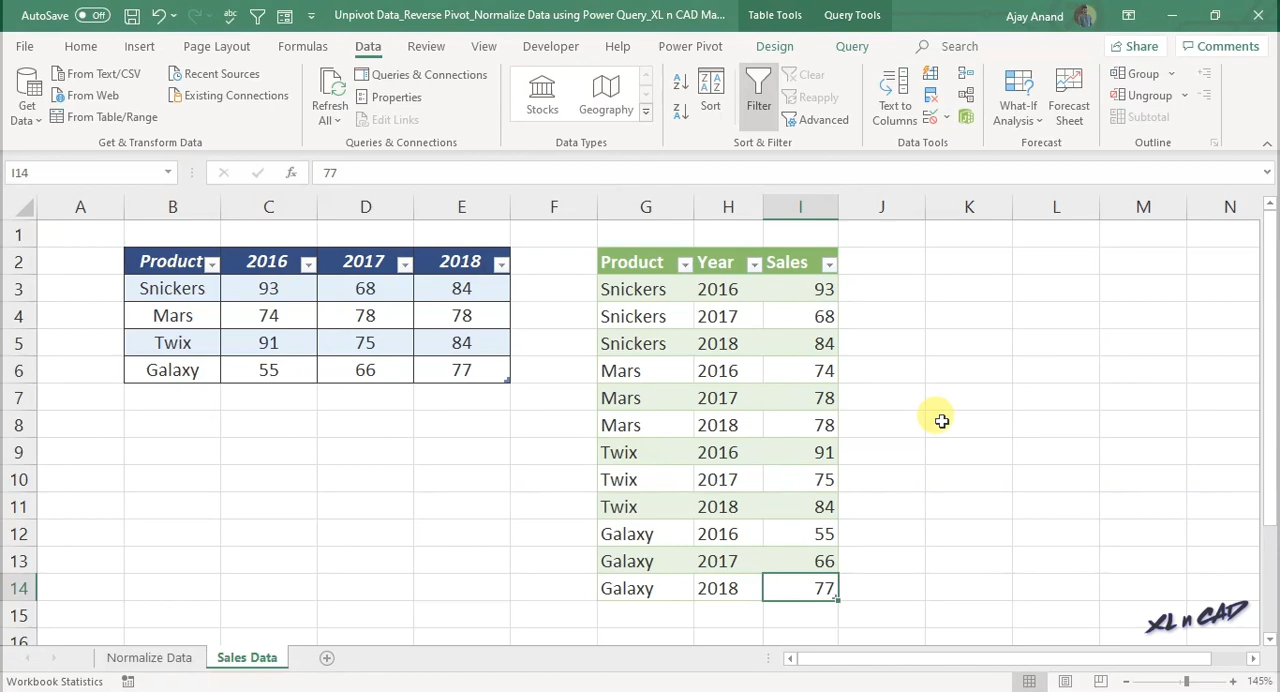 AutoSave Off Unpivot Data_Reverse Pivot_Normalize Data using Power Query_XL n CAD Ma... Table Tools Query Tools Ajay Anand
File Home Insert Page Layout Formulas Data Review View Developer Help Power Pivot Design Query Search Share Comments
Get Data
From Text/CSV
From Web
From Table/Range
Recent Sources
Existing Connections
Get & Transform Data
Refresh All
Queries & Connections
Properties
Edit Links
Queries & Connections
Stocks Geography
Data Types
Sort
Filter
Clear
Reapply
Advanced
Sort & Filter
Text to Columns
Data Tools
What-If Analysis
Forecast Sheet
Forecast
Group
Ungroup
Subtotal
Outline
I14 fx 77
A B C D E F G H I J K L M N
1
2 Product 2016 2017 2018 Product Year Sales
3 Snickers 93 68 84 Snickers 2016 93
4 Mars 74 78 78 Snickers 2017 68
5 Twix 91 75 84 Snickers 2018 84
6 Galaxy 55 66 77 Mars 2016 74
7 Mars 2017 78
8 Mars 2018 78
9 Twix 2016 91
10 Twix 2017 75
11 Twix 2018 84
12 Galaxy 2016 55
13 Galaxy 2017 66
14 Galaxy 2018 77
15
16
XL n CAD
Normalize Data Sales Data
Workbook Statistics 145%